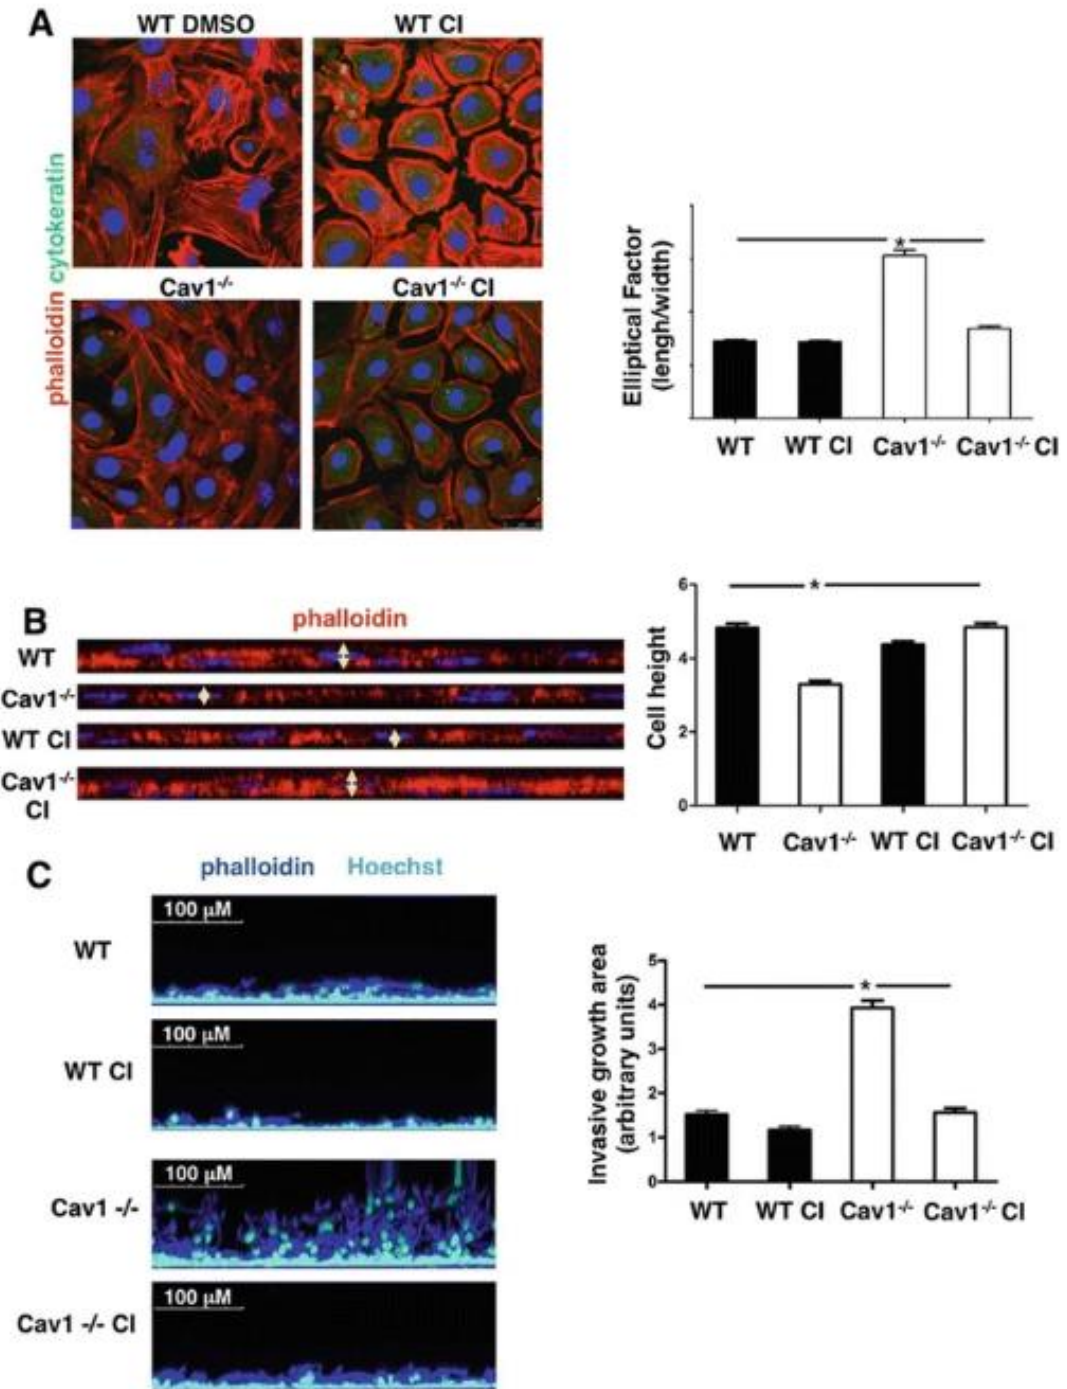 A
WT DMSO
WT CI
Cav1-/-
Cav1-/- CI
phalloidin cytokeratin
Elliptical Factor
(lengh/width)
WT
WT CI
Cav1-/-
Cav1-/- CI
*
B
phalloidin
WT
Cav1-/-
WT CI
Cav1-/-
CI
Cell height
6
4
2
0
*
WT
Cav1-/-
WT CI
Cav1-/- CI
C
phalloidin Hoechst
WT
100 µM
WT CI
100 µM
Cav1 -/-
100 µM
Cav1 -/- CI
100 µM
Invasive growth area
(arbitrary units)
5
4
3
2
1
0
*
WT
WT CI
Cav1-/-
Cav1-/- CI